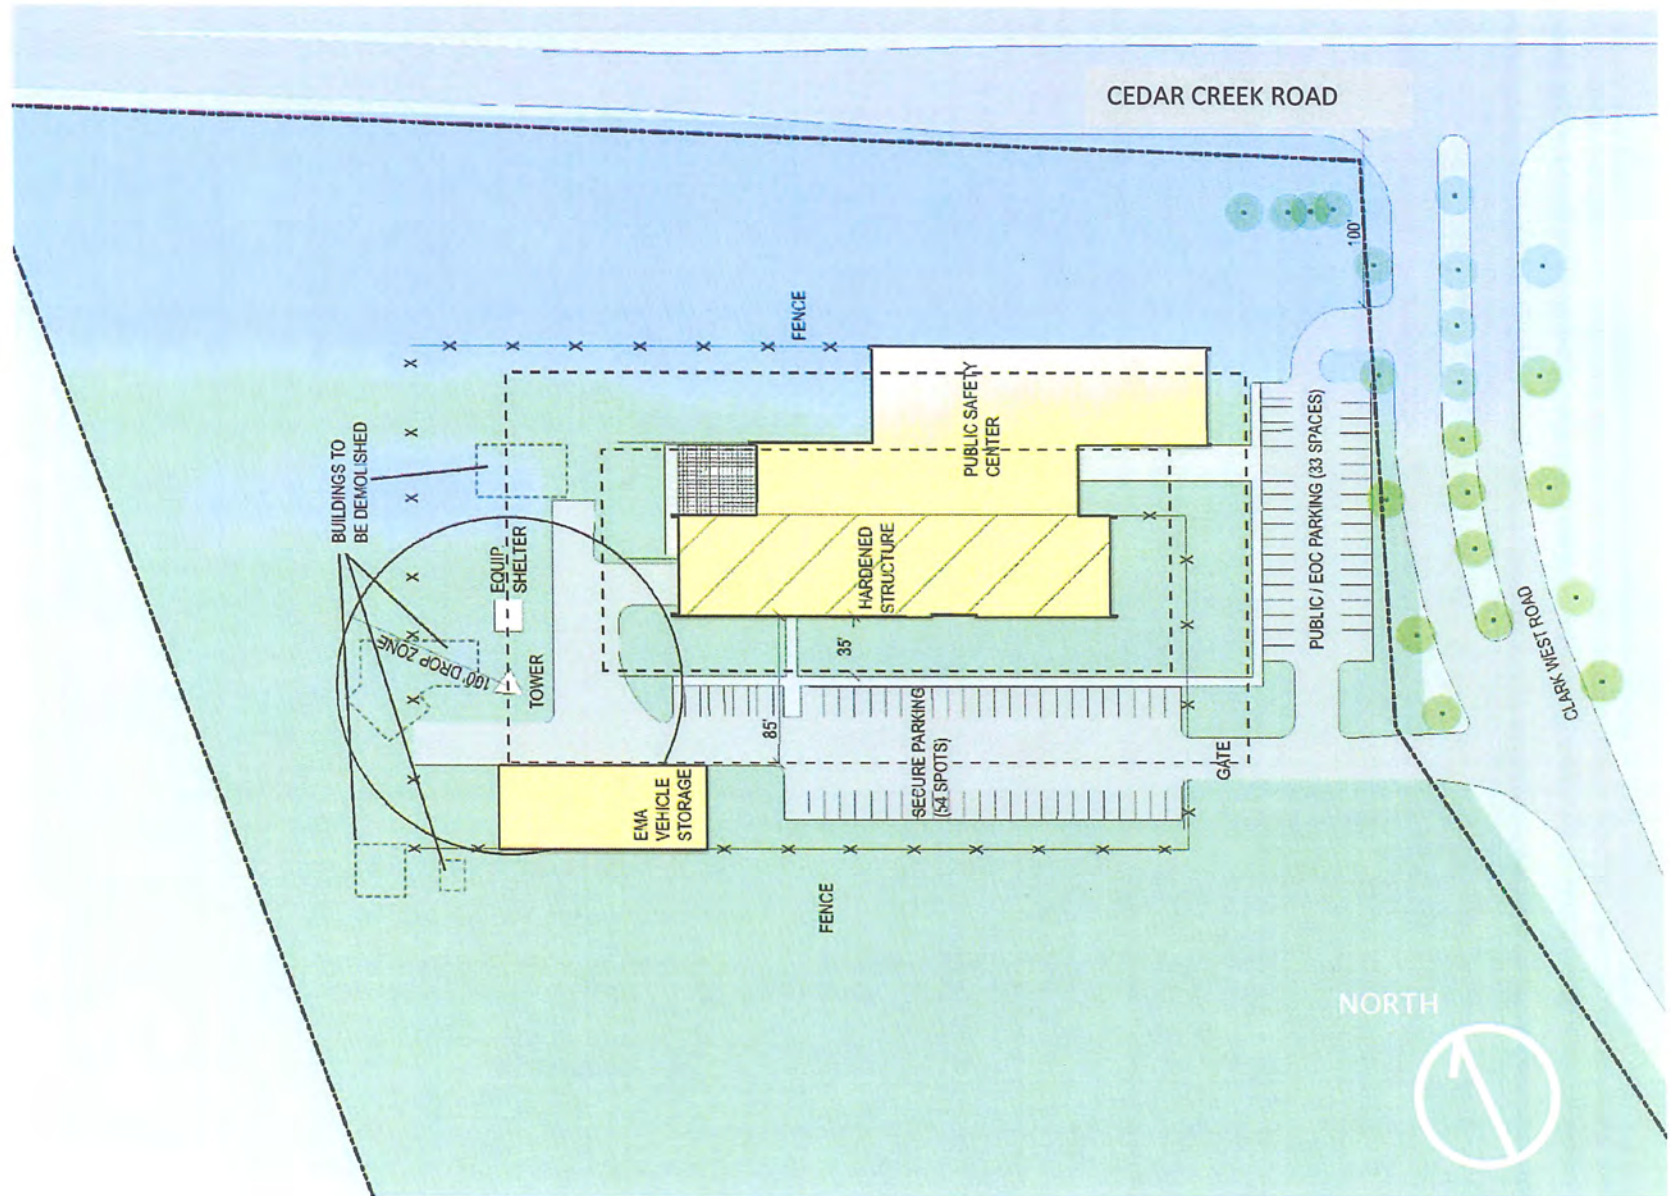 CEDAR CREEK ROAD
100'
FENCE
PUBLIC SAFETY
CENTER
BUILDINGS TO
BE DEMOLISHED
EQUIP
SHELTER
HARDENED
STRUCTURE
PUBLIC / EOC PARKING (33 SPACES)
100' DROP ZONE
TOWER
35'
85'
CLARK WEST ROAD
SECURE PARKING
(54 SPOTS)
GATE
EMA
VEHICLE
STORAGE
FENCE
NORTH